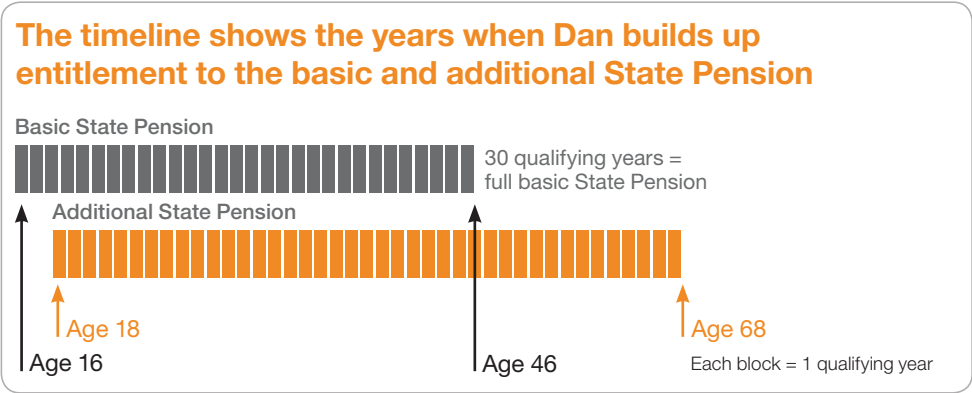 The timeline shows the years when Dan builds up
entitlement to the basic and additional State Pension
Basic State Pension
30 qualifying years =
full basic State Pension
Additional State Pension
Age 18
Age 68
Age 16
Age 46
Each block = 1 qualifying year